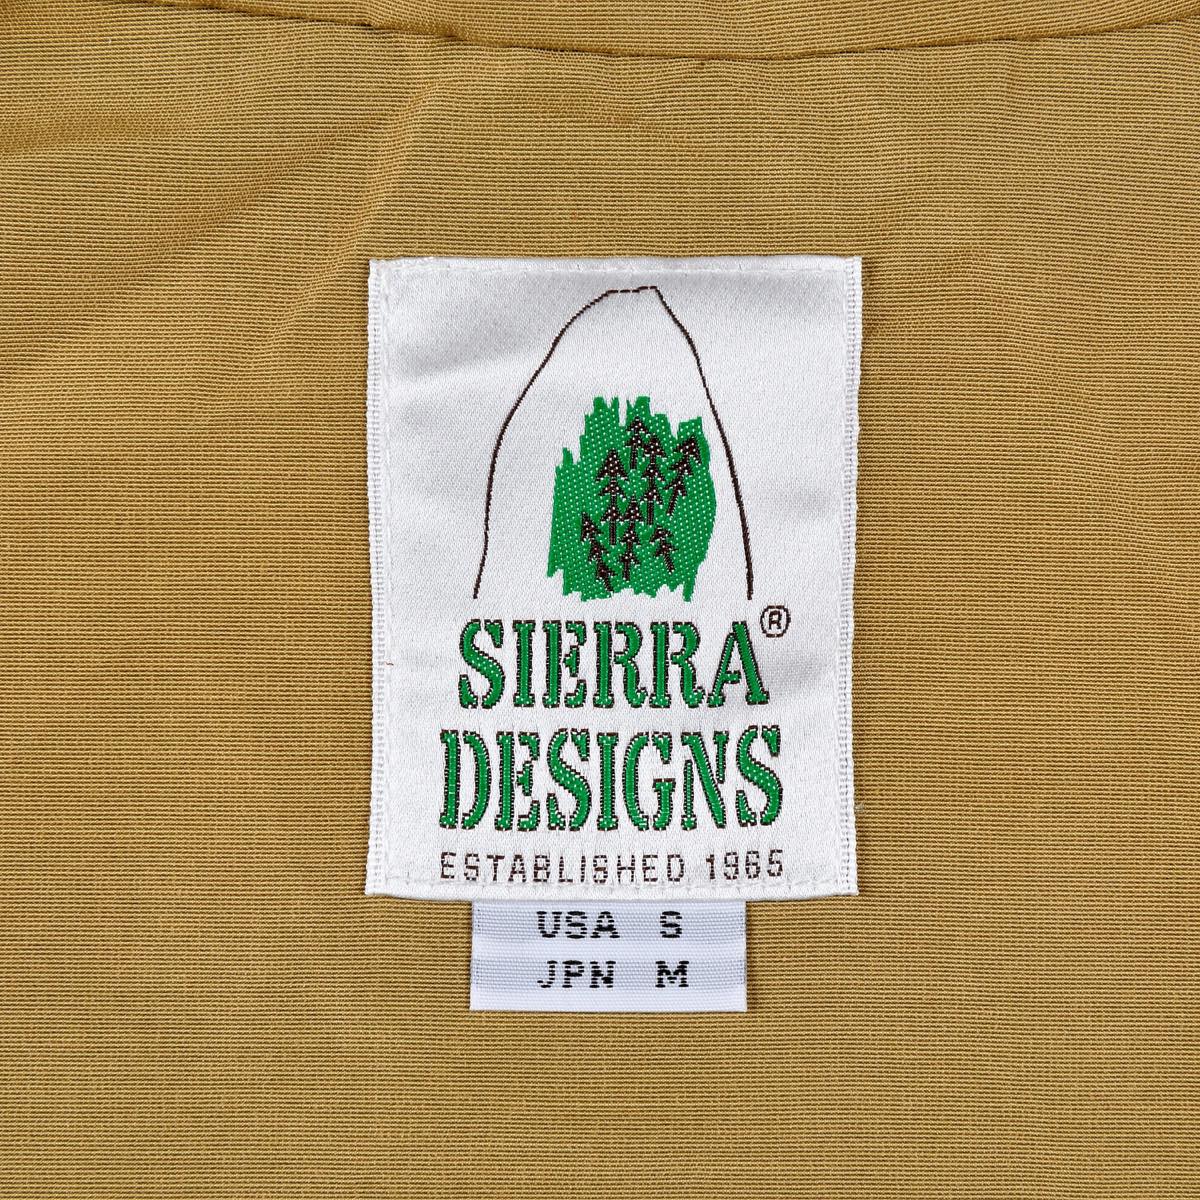 SIERRA®
DESIGNS
ESTABLISHED 1965
USA S
JPN M